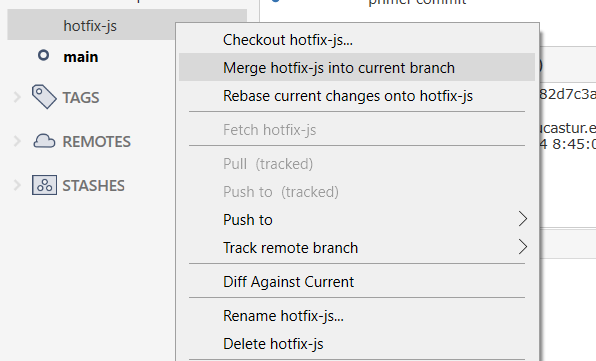 primer commit
hotfix-js
main
TAGS
REMOTES
STASHES
Checkout hotfix-js...
Merge hotfix-js into current branch
Rebase current changes onto hotfix-js
Fetch hotfix-js
Pull (tracked)
Push to (tracked)
Push to
Track remote branch
Diff Against Current
Rename hotfix-js...
Delete hotfix-js
)
82d7c3a
ucastur.e
4 8:45:0